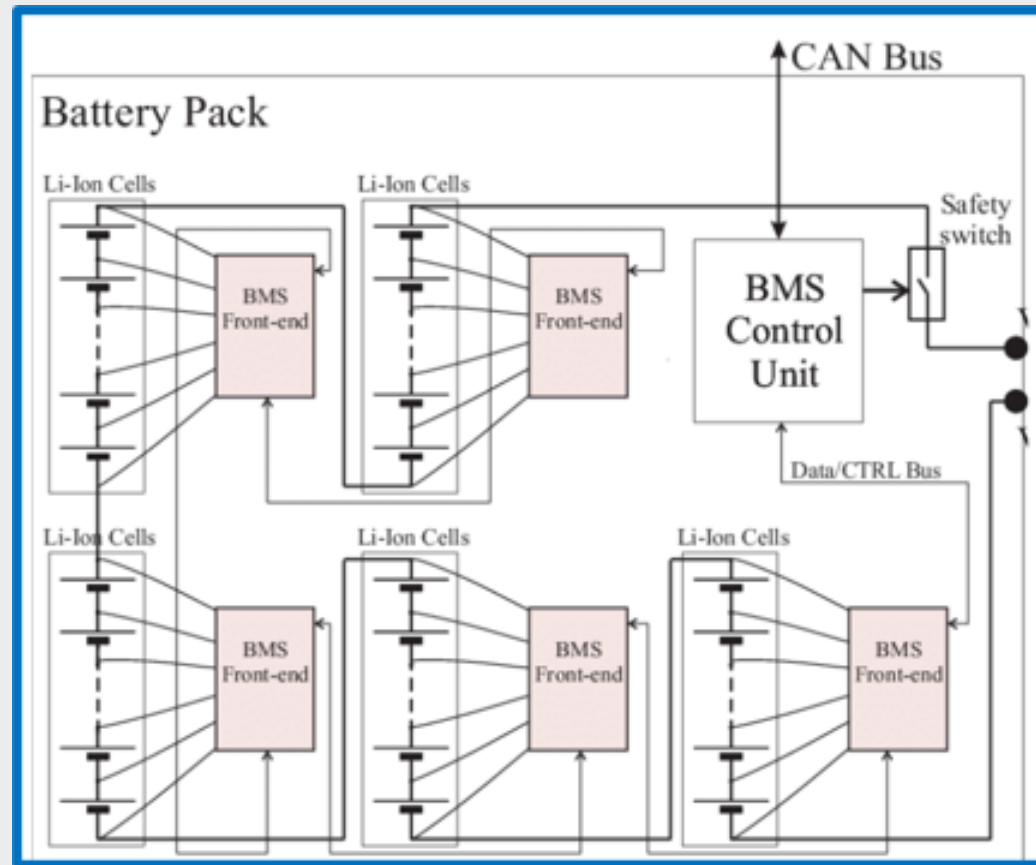 CAN Bus
Battery Pack
Li-Ion Cells
Li-Ion Cells
Safety
switch
BMS
Front-end
BMS
Front-end
BMS
Control
Unit
Data/CTRL Bus
Li-Ion Cells
Li-Ion Cells
Li-Ion Cells
BMS
Front-end
BMS
Front-end
BMS
Front-end